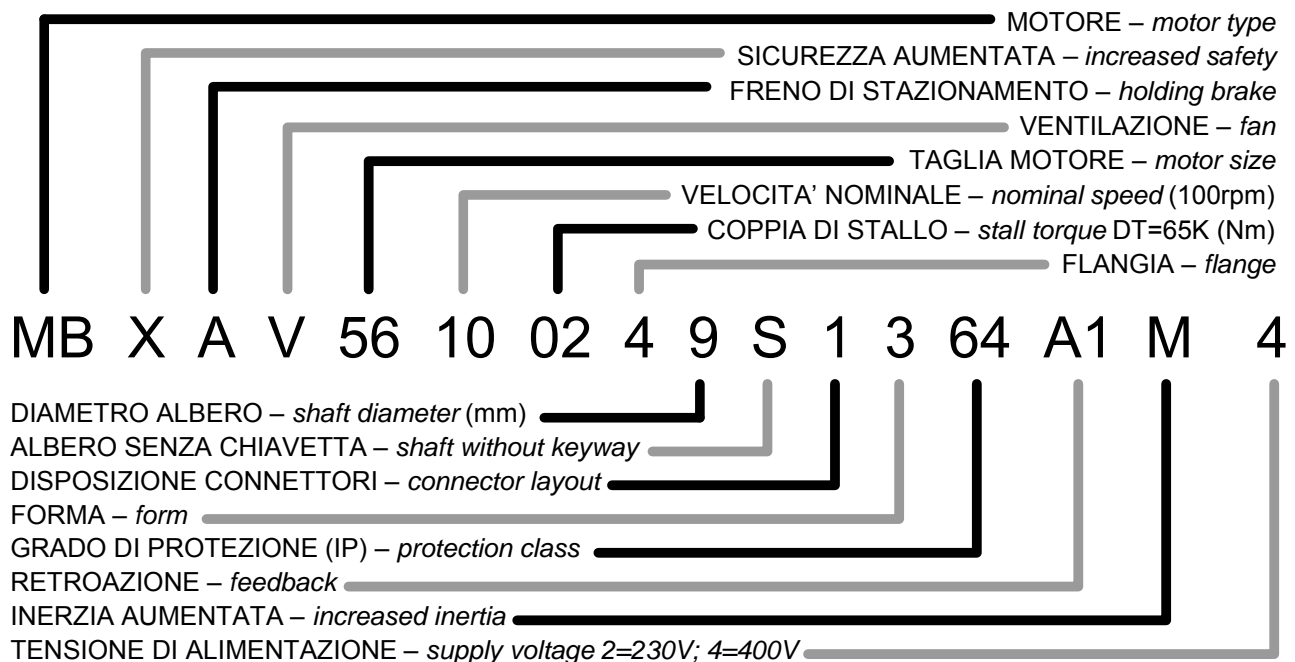 MOTORE – motor type
SICUREZZA AUMENTATA – increased safety
FRENO DI STAZIONAMENTO – holding brake
VENTILAZIONE – fan
TAGLIA MOTORE – motor size
VELOCITA' NOMINALE – nominal speed (100rpm)
COPPIA DI STALLO – stall torque DT=65K (Nm)
FLANGIA – flange
MB X A V 56 10 02 4 9 S 1 3 64 A1 M 4
DIAMETRO ALBERO – shaft diameter (mm)
ALBERO SENZA CHIAVETTA – shaft without keyway
DISPOSIZIONE CONNETTORI – connector layout
FORMA – form
GRADO DI PROTEZIONE (IP) – protection class
RETROAZIONE – feedback
INERZIA AUMENTATA – increased inertia
TENSIONE DI ALIMENTAZIONE – supply voltage 2=230V; 4=400V